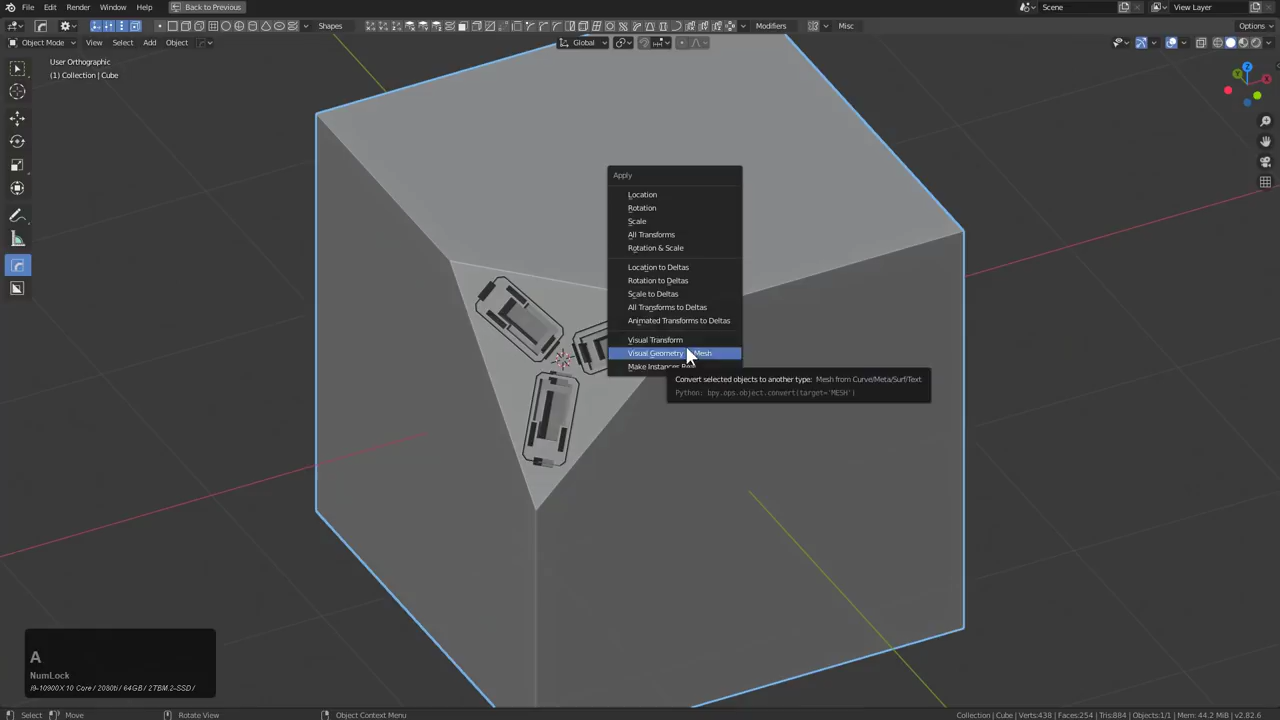 File Edit Render Window Help Back to Previous Scene View Layer
Shapes Modifiers Misc Options
Object Mode View Select Add Object Global
User Orthographic
(1) Collection | Cube
Apply
Location
Rotation
Scale
All Transforms
Rotation & Scale
Location to Deltas
Rotation to Deltas
Scale to Deltas
All Transforms to Deltas
Animated Transforms to Deltas
Visual Transform
Visual Geometry Mesh
Make Instances
Convert selected objects to another type: Mesh from Curve/Meta/Surf/Text
Python: bpy.ops.object.convert(target='MESH')
A
NumLock
i9-10900X 10 Core / 2080ti / 64GB / 2TBM.2-SSD /
Select Move Rotate View Object Context Menu Collection | Cube | Verts:438 | Faces:254 | Tris:884 | Objects:1/1 | Mem: 44.2 MiB | v2.82.6